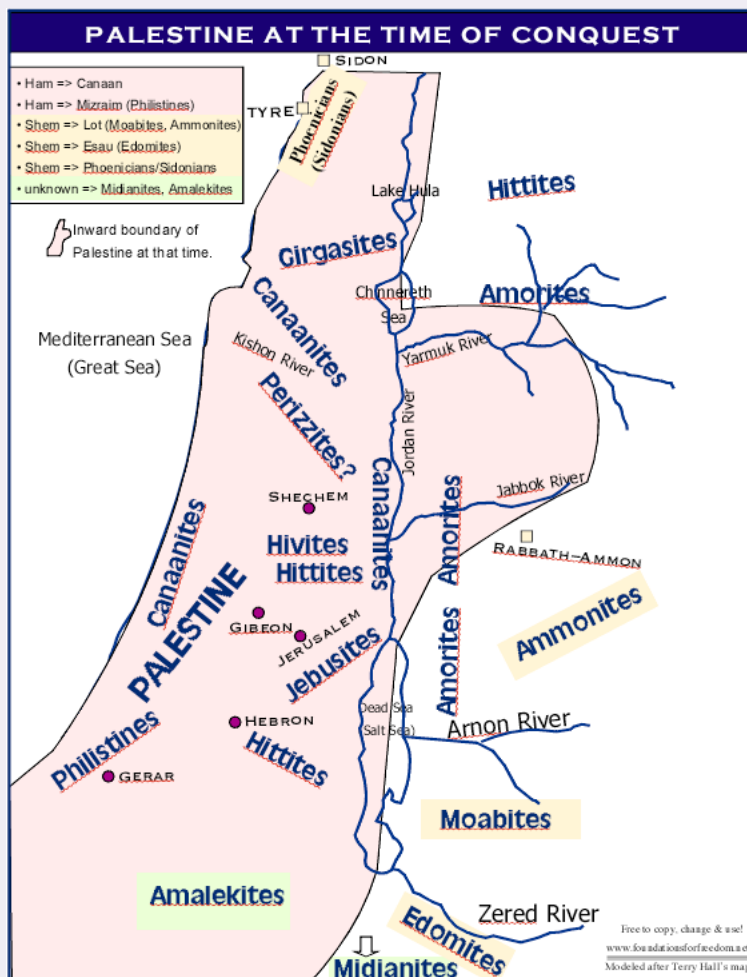 PALESTINE AT THE TIME OF CONQUEST
SIDON
• Ham => Canaan
• Ham => Mizraim (Philistines)
• Shem => Lot (Moabites, Ammonites)
• Shem => Esau (Edomites)
• Shem => Phoenicians/Sidonians
• unknown => Midianites, Amalekites
TYRE
Phoenicians
(Sidonians)
Lake Hula
Hittites
Inward boundary of
Palestine at that time.
Girgasites
Chinnereth
Sea
Amorites
Canaanites
Mediterranean Sea
(Great Sea)
Kishon River
Yarmuk River
Perizzites?
Jordan River
Canaanites
SHECHEM
Jabbok River
Amorites
Canaanites
Hivites
Hittites
RABBATH-AMMON
PALESTINE
GIBEON
JERUSALEM
Ammonites
Jebusites
Amorites
Dead Sea
(Salt Sea)
Arnon River
Philistines
HEBRON
Hittites
GERAR
Moabites
Amalekites
Edomites
Zered River
Midianites
Free to copy, change & use!
www.foundationsforfreedom.ne
Modeled after Terry Hall's map